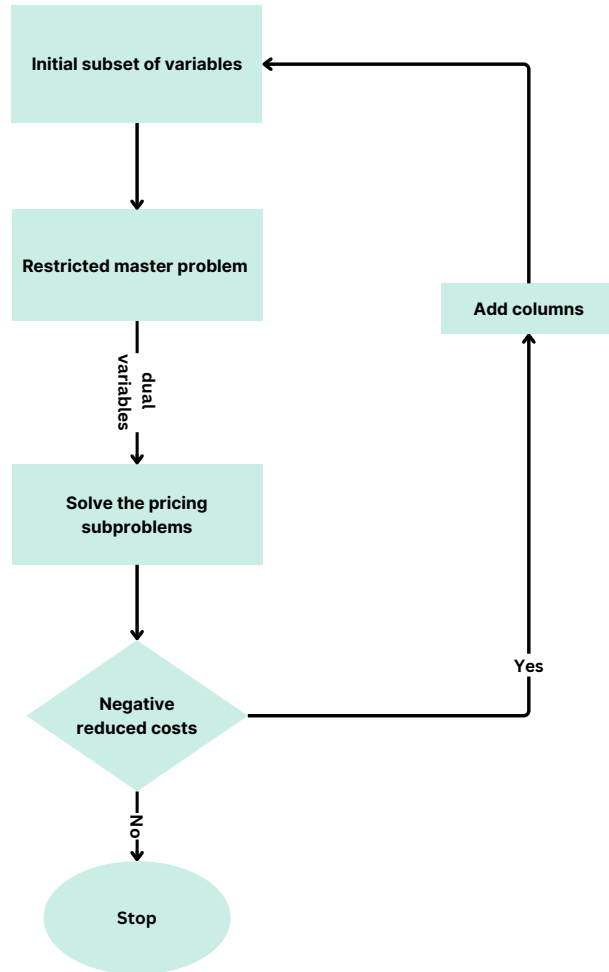 Initial subset of variables
Restricted master problem
Add columns
dual
variables
Solve the pricing
subproblems
Yes
Negative
reduced costs
No
Stop